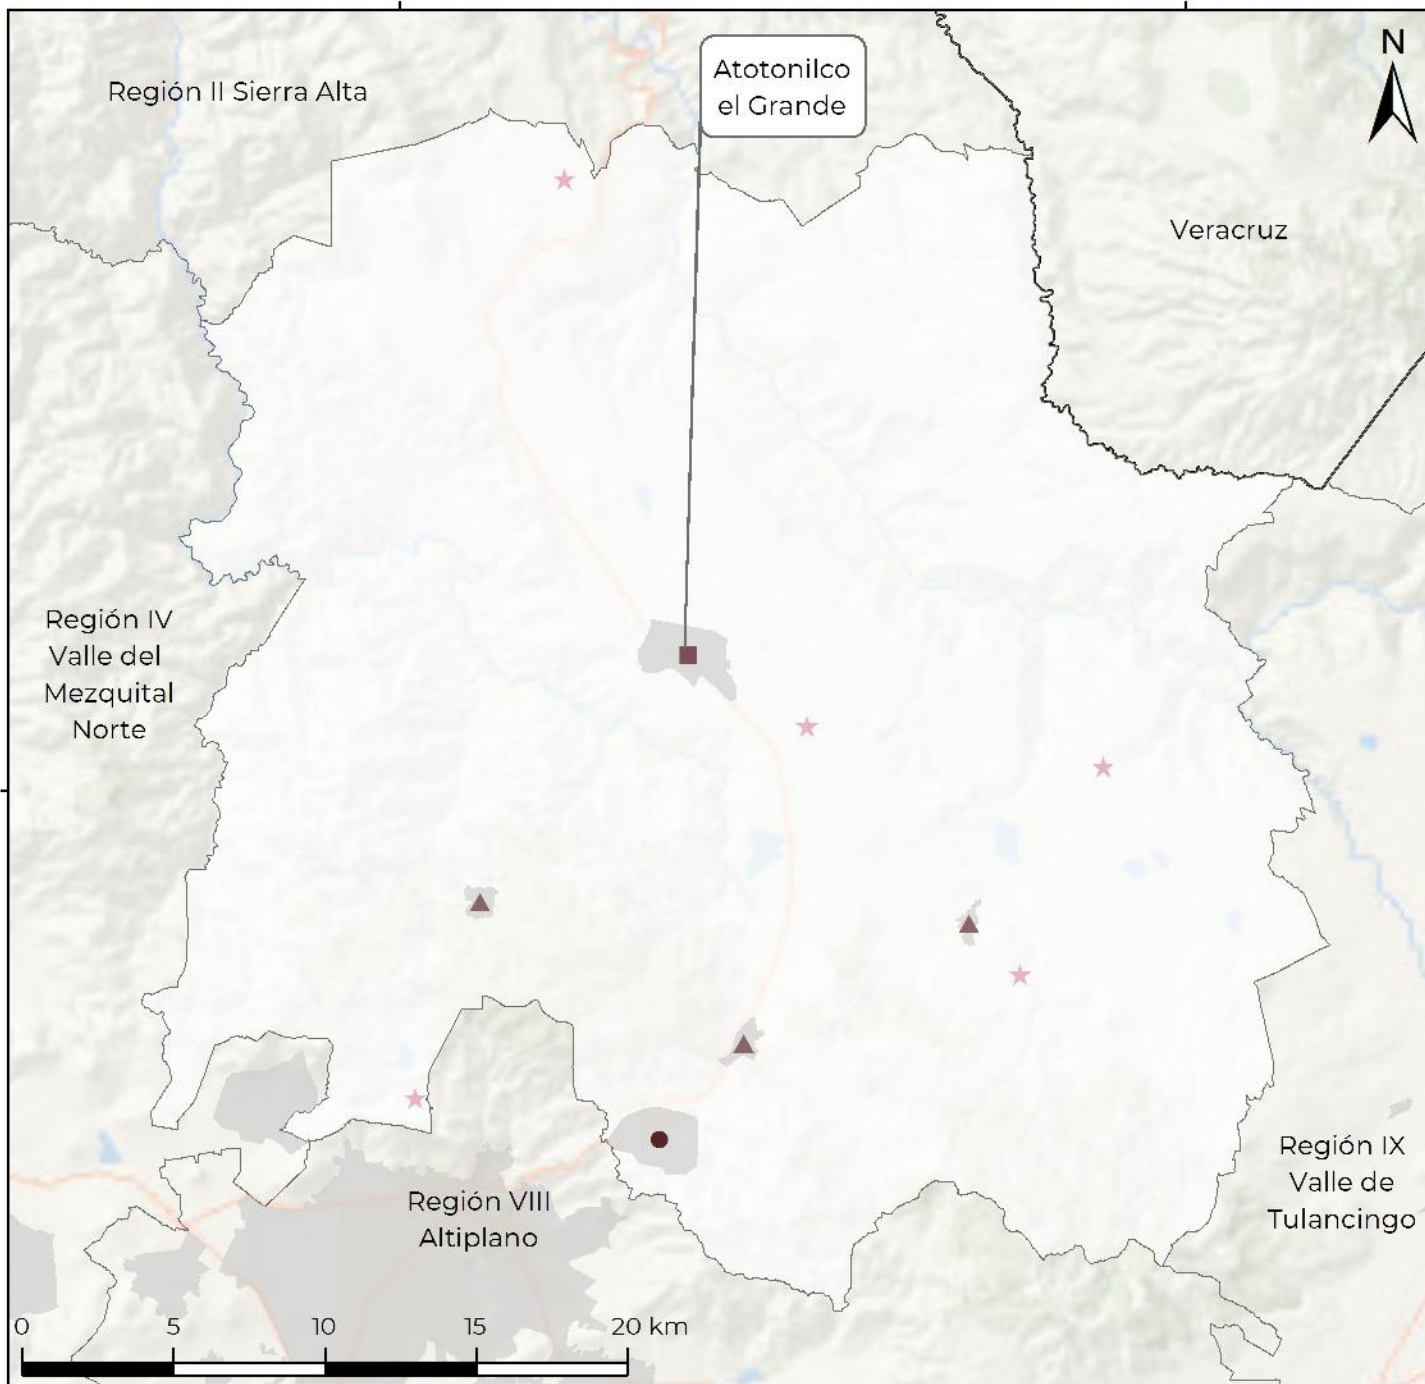 Atotonilco
el Grande
N
Región II Sierra Alta
Veracruz
Región IV
Valle del
Mezquital
Norte
Región VIII
Altiplano
Región IX
Valle de
Tulancingo
0 5 10 15 20 km